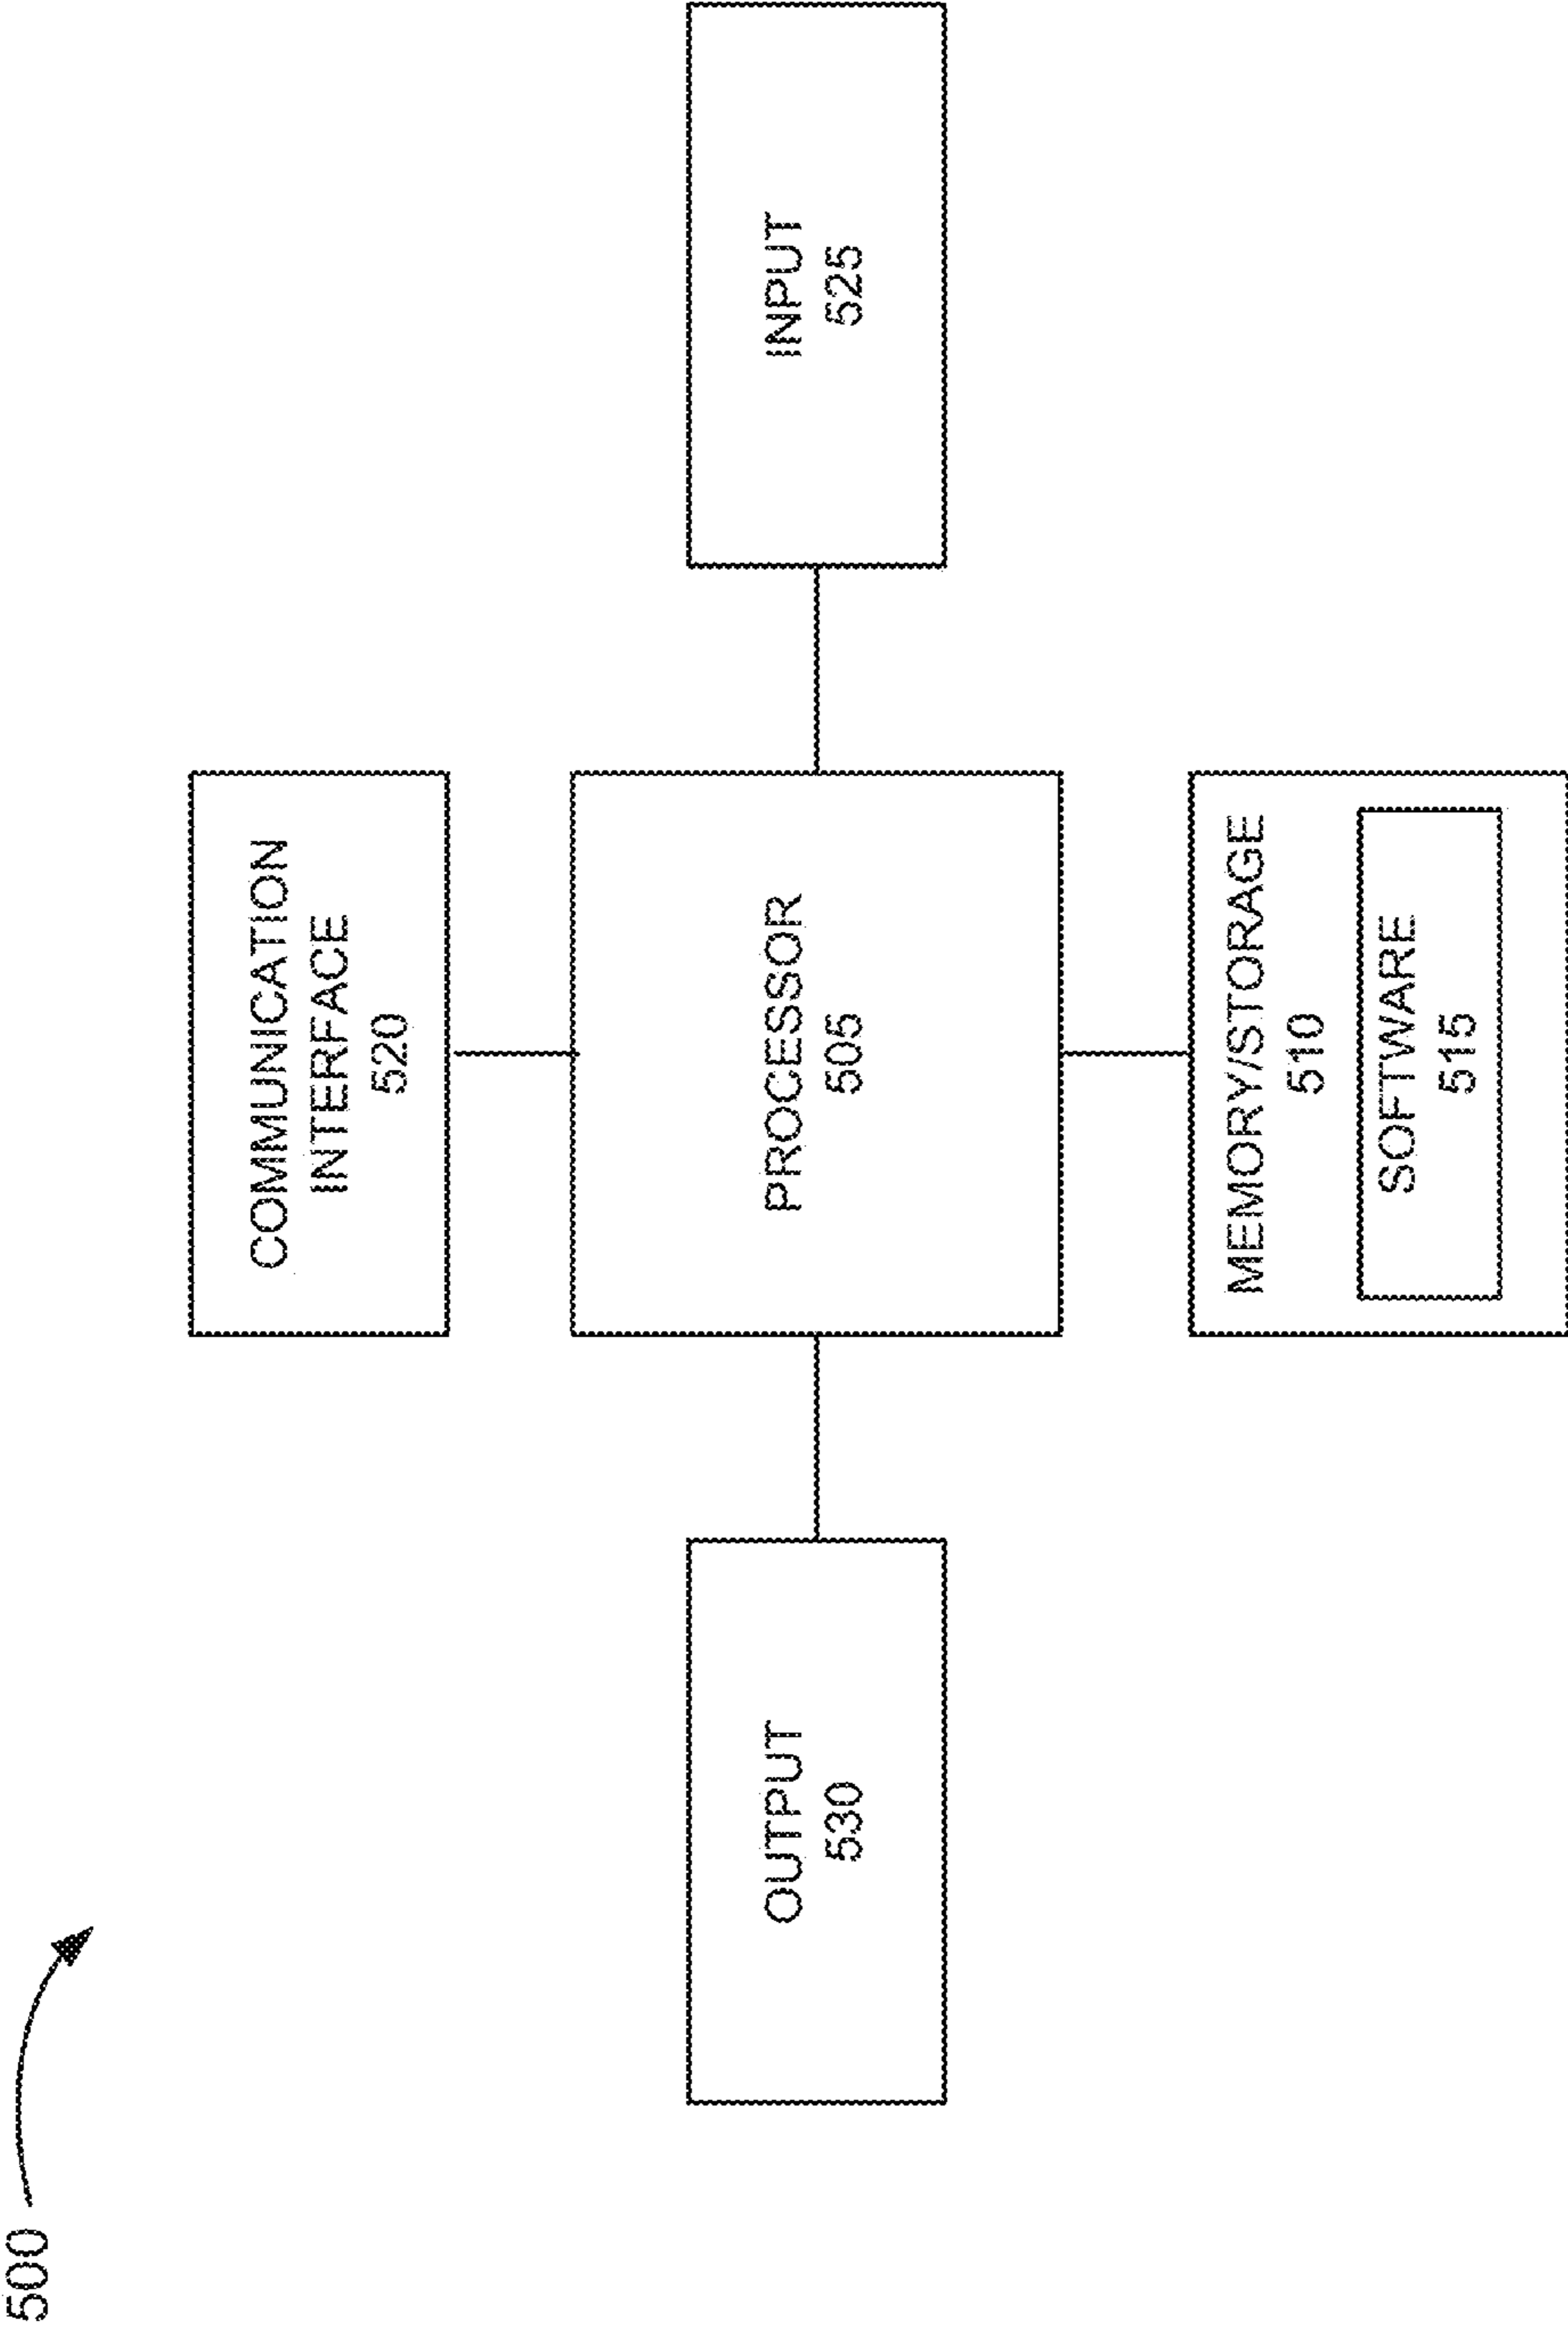 500
COMMUNICATION
INTERFACE
520
OUTPUT
530
PROCESSOR
505
INPUT
525
MEMORY/STORAGE
510
SOFTWARE
515